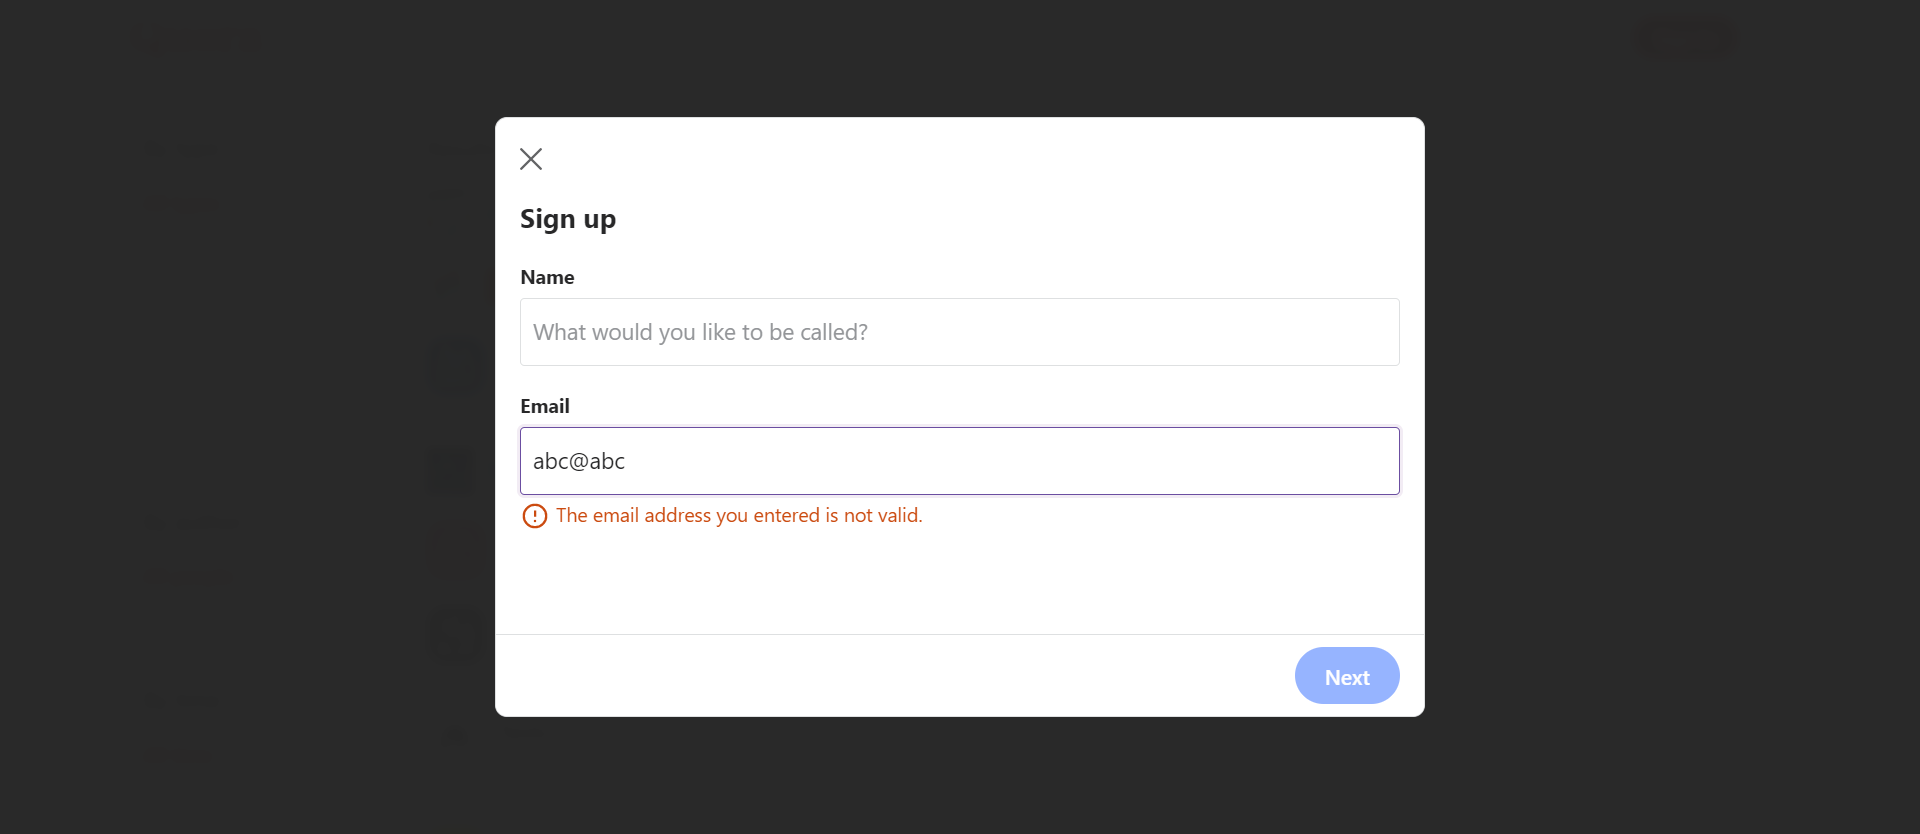 Sign up
Name
What would you like to be called?
Email
abc@abc
The email address you entered is not valid.
Next